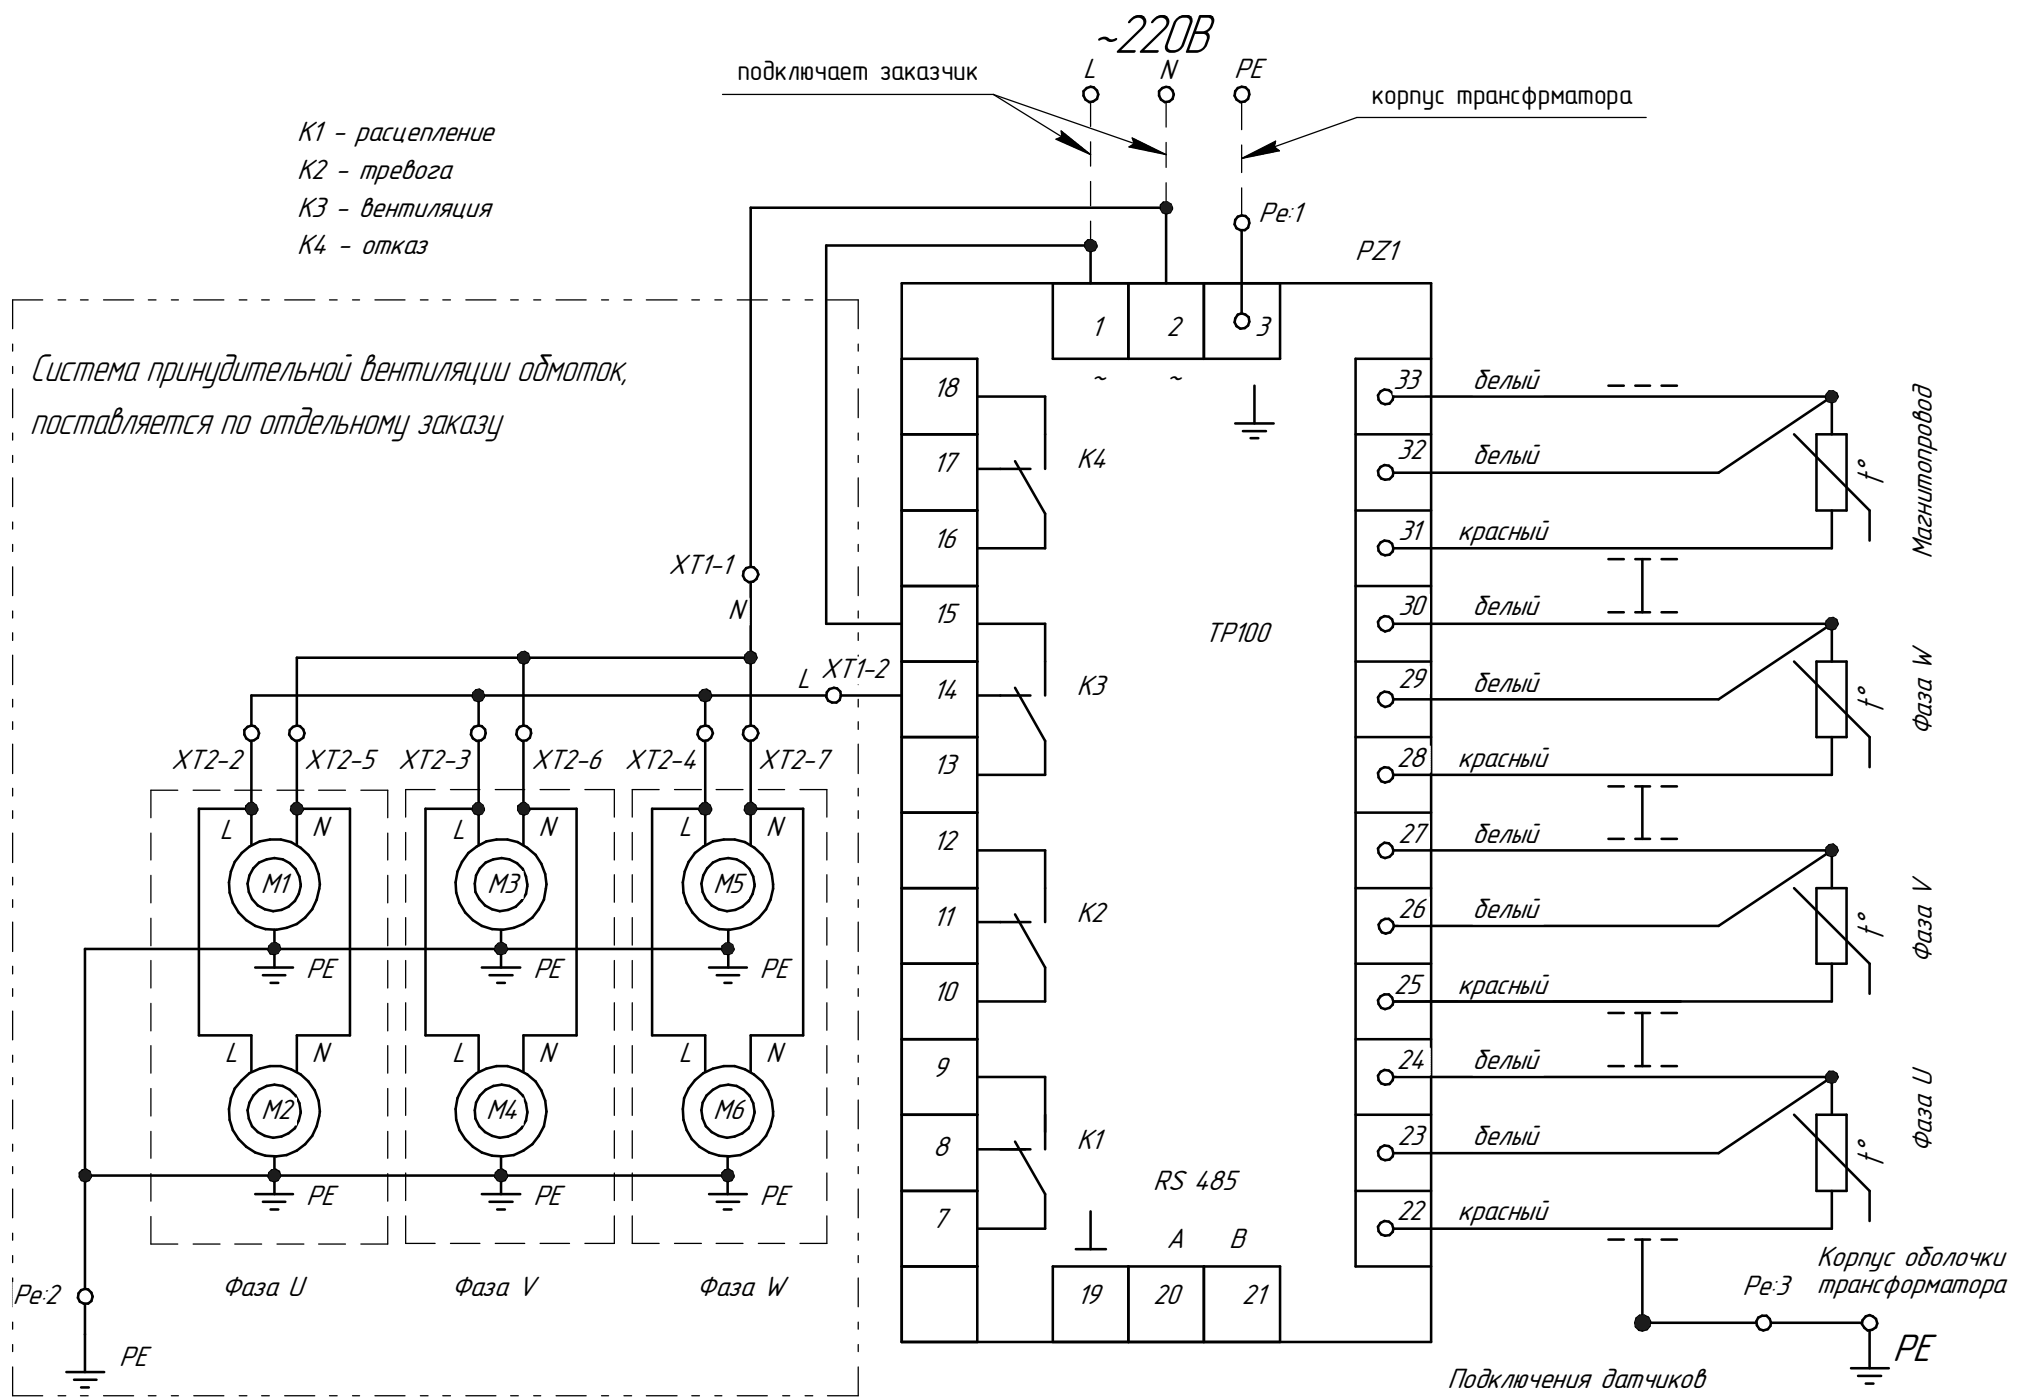 ~220В
подключает заказчик
L
N
PE
корпус трансфрматора
K1 - расцепление
K2 - тревога
K3 - вентиляция
K4 - отказ
Pe:1
PZ1
1
2
3
~
~
Система принудительной вентиляции обмоток,
поставляется по отдельному заказу
18
17
16
15
14
13
12
11
10
9
8
7
K4
K3
K2
K1
TP100
RS 485
A
B
19
20
21
33
белый
32
белый
31
красный
30
белый
29
белый
28
красный
27
белый
26
белый
25
красный
24
белый
23
белый
22
красный
t°
Магнитопровод
t°
Фаза W
t°
Фаза V
t°
Фаза U
XT1-1
N
L
XT1-2
XT2-2
XT2-5
XT2-3
XT2-6
XT2-4
XT2-7
L
N
L
N
L
N
M1
M3
M5
PE
PE
PE
L
N
L
N
L
N
M2
M4
M6
PE
PE
PE
Фаза U
Фаза V
Фаза W
Pe:2
PE
Корпус оболочки
трансформатора
Pe:3
PE
Подключения датчиков